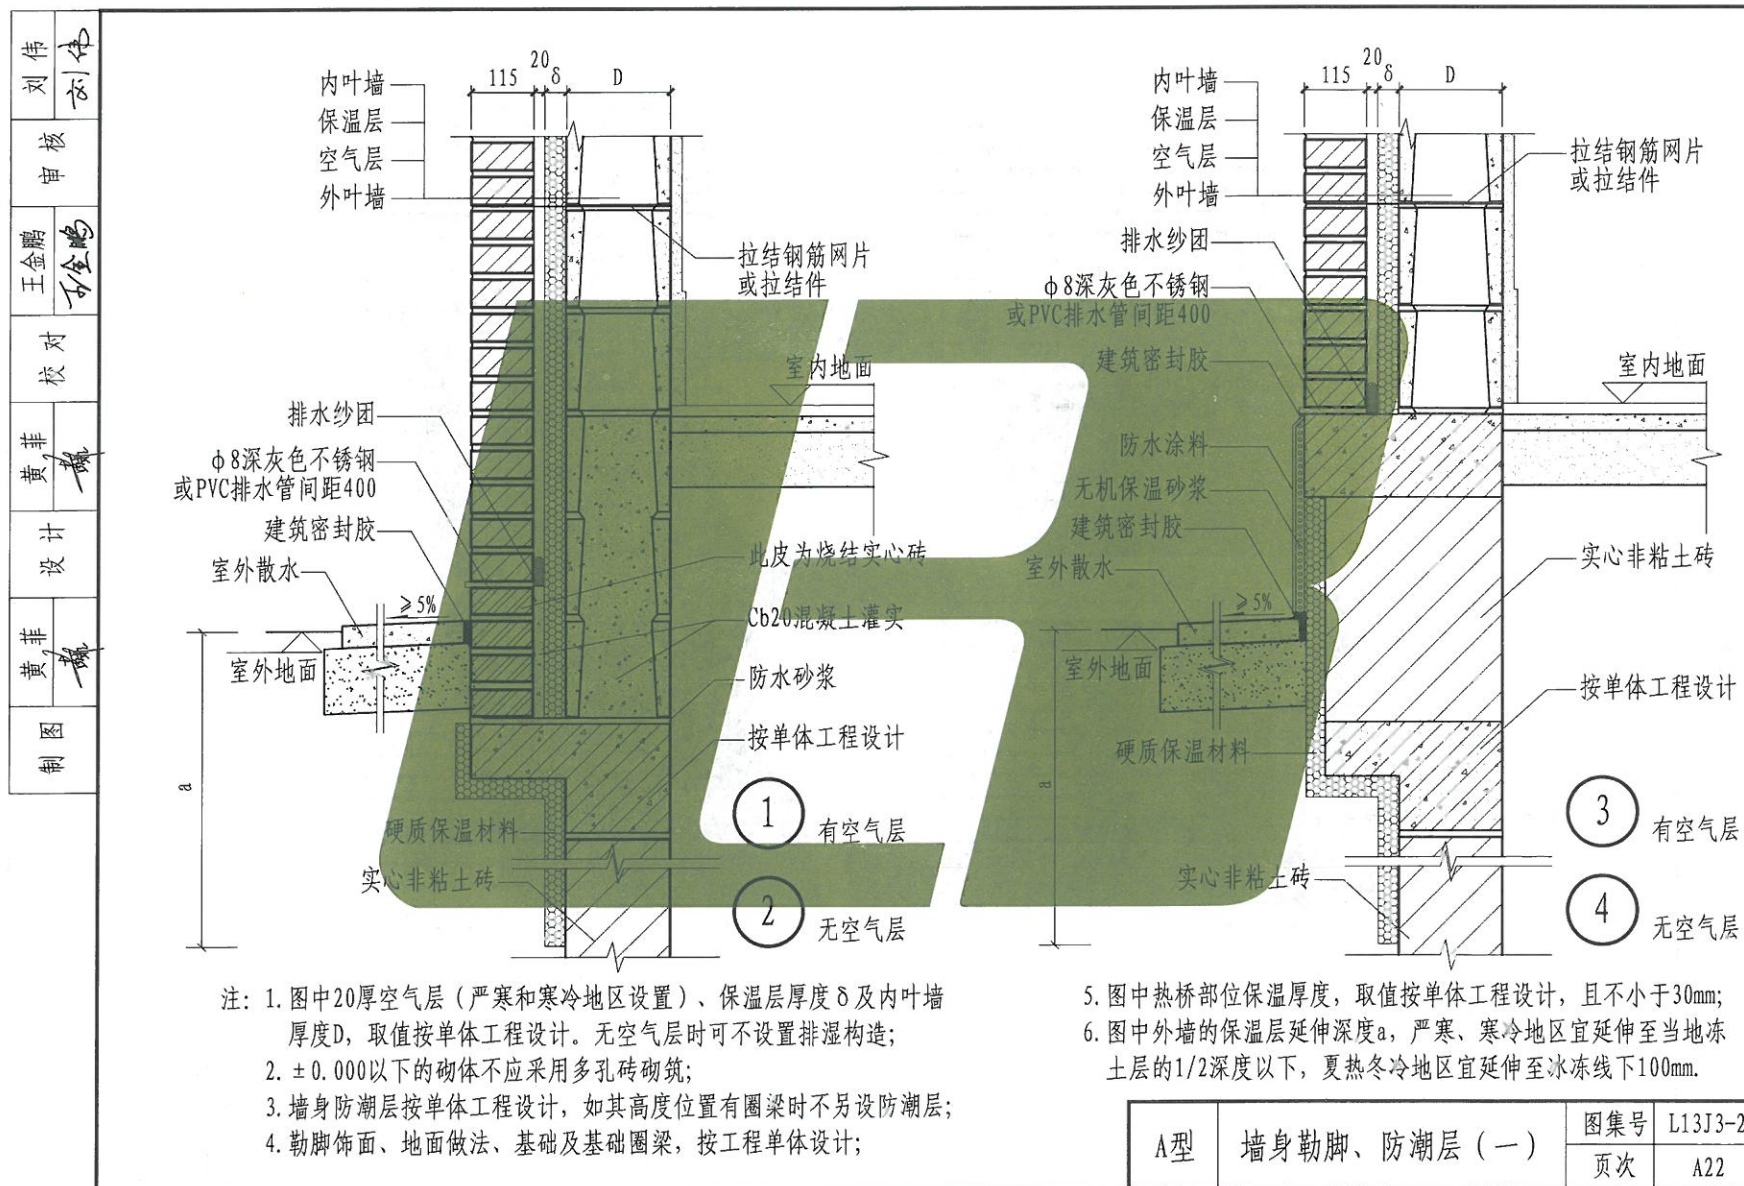 刘伟
审核
王金鹏
校对
黄菲
设计
黄菲
制图
115
20
δ
D
内叶墙
保温层
空气层
外叶墙
拉结钢筋网片
或拉结件
室内地面
排水纱团
φ8深灰色不锈钢
或PVC排水管间距400
建筑密封胶
室外散水
≥5%
室外地面
此皮为烧结实心砖
Cb20混凝土灌实
防水砂浆
按单体工程设计
硬质保温材料
实心非粘土砖
a
1
有空气层
2
无空气层
115
20
δ
D
内叶墙
保温层
空气层
外叶墙
拉结钢筋网片
或拉结件
排水纱团
φ8深灰色不锈钢
或PVC排水管间距400
建筑密封胶
室内地面
防水涂料
无机保温砂浆
建筑密封胶
室外散水
≥5%
室外地面
实心非粘土砖
按单体工程设计
硬质保温材料
实心非粘土砖
a
3
有空气层
4
无空气层
注: 1.图中20厚空气层（严寒和寒冷地区设置）、保温层厚度δ及内叶墙
厚度D，取值按单体工程设计。无空气层时可不设置排湿构造；
2.±0.000以下的砌体不应采用多孔砖砌筑；
3.墙身防潮层按单体工程设计，如其高度位置有圈梁时不另设防潮层；
4.勒脚饰面、地面做法、基础及基础圈梁，按工程单体设计；
5.图中热桥部位保温厚度，取值按单体工程设计，且不小于30mm；
6.图中外墙的保温层延伸深度a，严寒、寒冷地区宜延伸至当地冻
土层的1/2深度以下，夏热冬冷地区宜延伸至冰冻线下100mm.
A型
墙身勒脚、防潮层（一）
图集号
L13J3-2
页次
A22